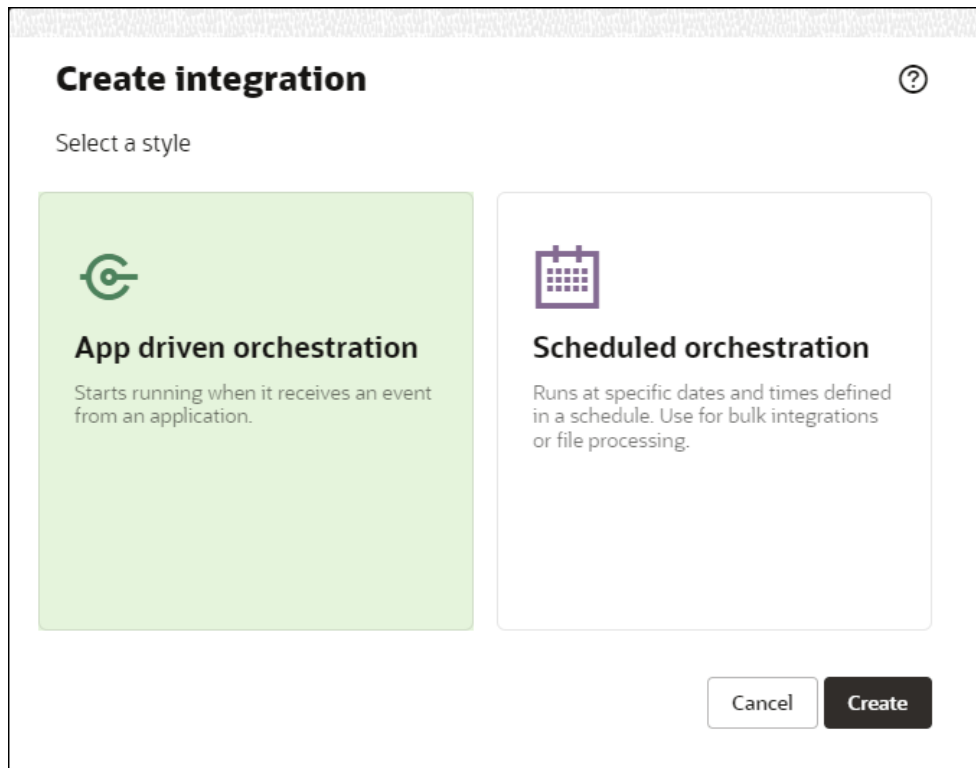 Create integration
?
Select a style
App driven orchestration
Starts running when it receives an event
from an application.
Scheduled orchestration
Runs at specific dates and times defined
in a schedule. Use for bulk integrations
or file processing.
Cancel
Create